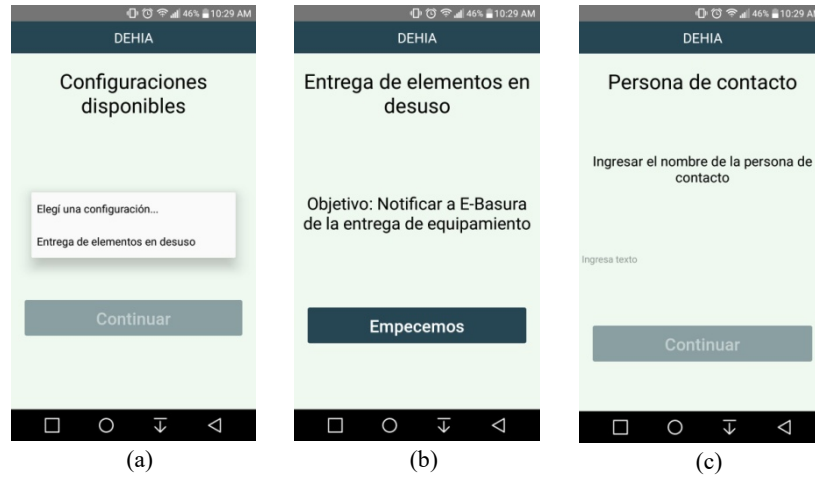 46% 10:29 AM
DEHIA
Configuraciones
disponibles
Elegí una configuración...
Entrega de elementos en desuso
Continuar
(a)
46% 10:29 AM
DEHIA
Entrega de elementos en
desuso
Objetivo: Notificar a E-Basura
de la entrega de equipamiento
Empecemos
(b)
46% 10:29 AM
DEHIA
Persona de contacto
Ingresar el nombre de la persona de
contacto
Ingresa texto
Continuar
(c)